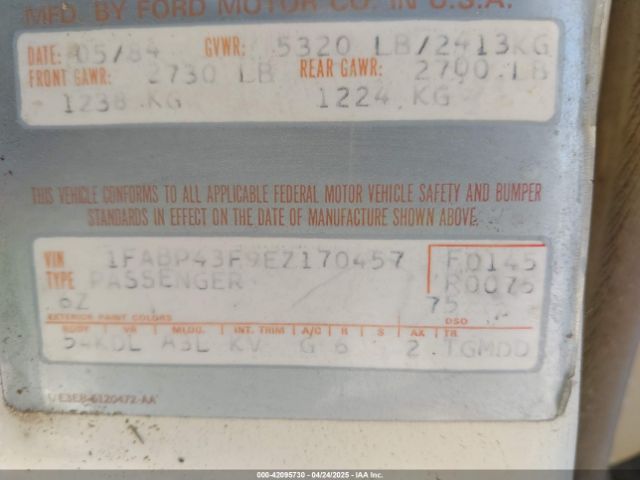 MFD. BY FORD MOTOR CO. IN U.S.A.
DATE: 05/84 GVWR: 5320 LB/2413KG
FRONT GAWR: 2730 LB REAR GAWR: 2700 LB
1238 KG 1224 KG
THIS VEHICLE CONFORMS TO ALL APPLICABLE FEDERAL MOTOR VEHICLE SAFETY AND BUMPER
STANDARDS IN EFFECT ON THE DATE OF MANUFACTURE SHOWN ABOVE.
VIN 1FABP43F9EZ170457 F0145
TYPE PASSENGER R0076
6Z 75
EXTERIOR PAINT COLORS DSO
BODY VR MLDG. INT. TRIM A/C R S AX TR
54KDL A3L KV G 6 2 TGMDD
E3EB-6120472-AA
000-42095730 - 04/24/2025 - IAA Inc.